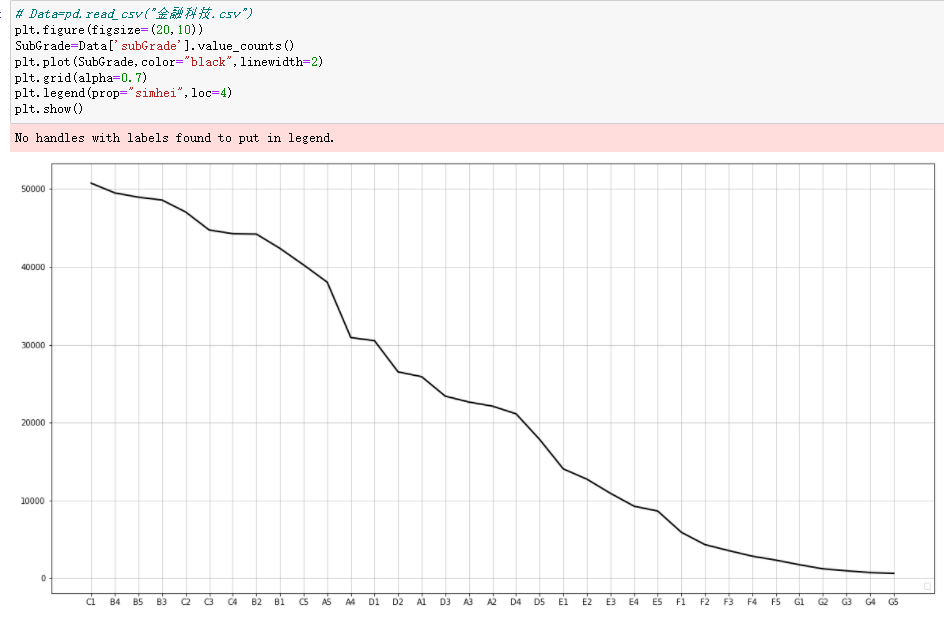 # Data=pd.read_csv("金融科技.csv")
plt.figure(figsize=(20,10))
SubGrade=Data['subGrade'].value_counts()
plt.plot(SubGrade,color="black",linewidth=2)
plt.grid(alpha=0.7)
plt.legend(prop="simhei",loc=4)
plt.show()
No handles with labels found to put in legend.
50000
40000
30000
20000
10000
0
C1 B4 B5 B3 C2 C3 C4 B2 B1 C5 A5 A4 D1 D2 A1 D3 A3 A2 D4 D5 E1 E2 E3 E4 E5 F1 F2 F3 F4 F5 G1 G2 G3 G4 G5